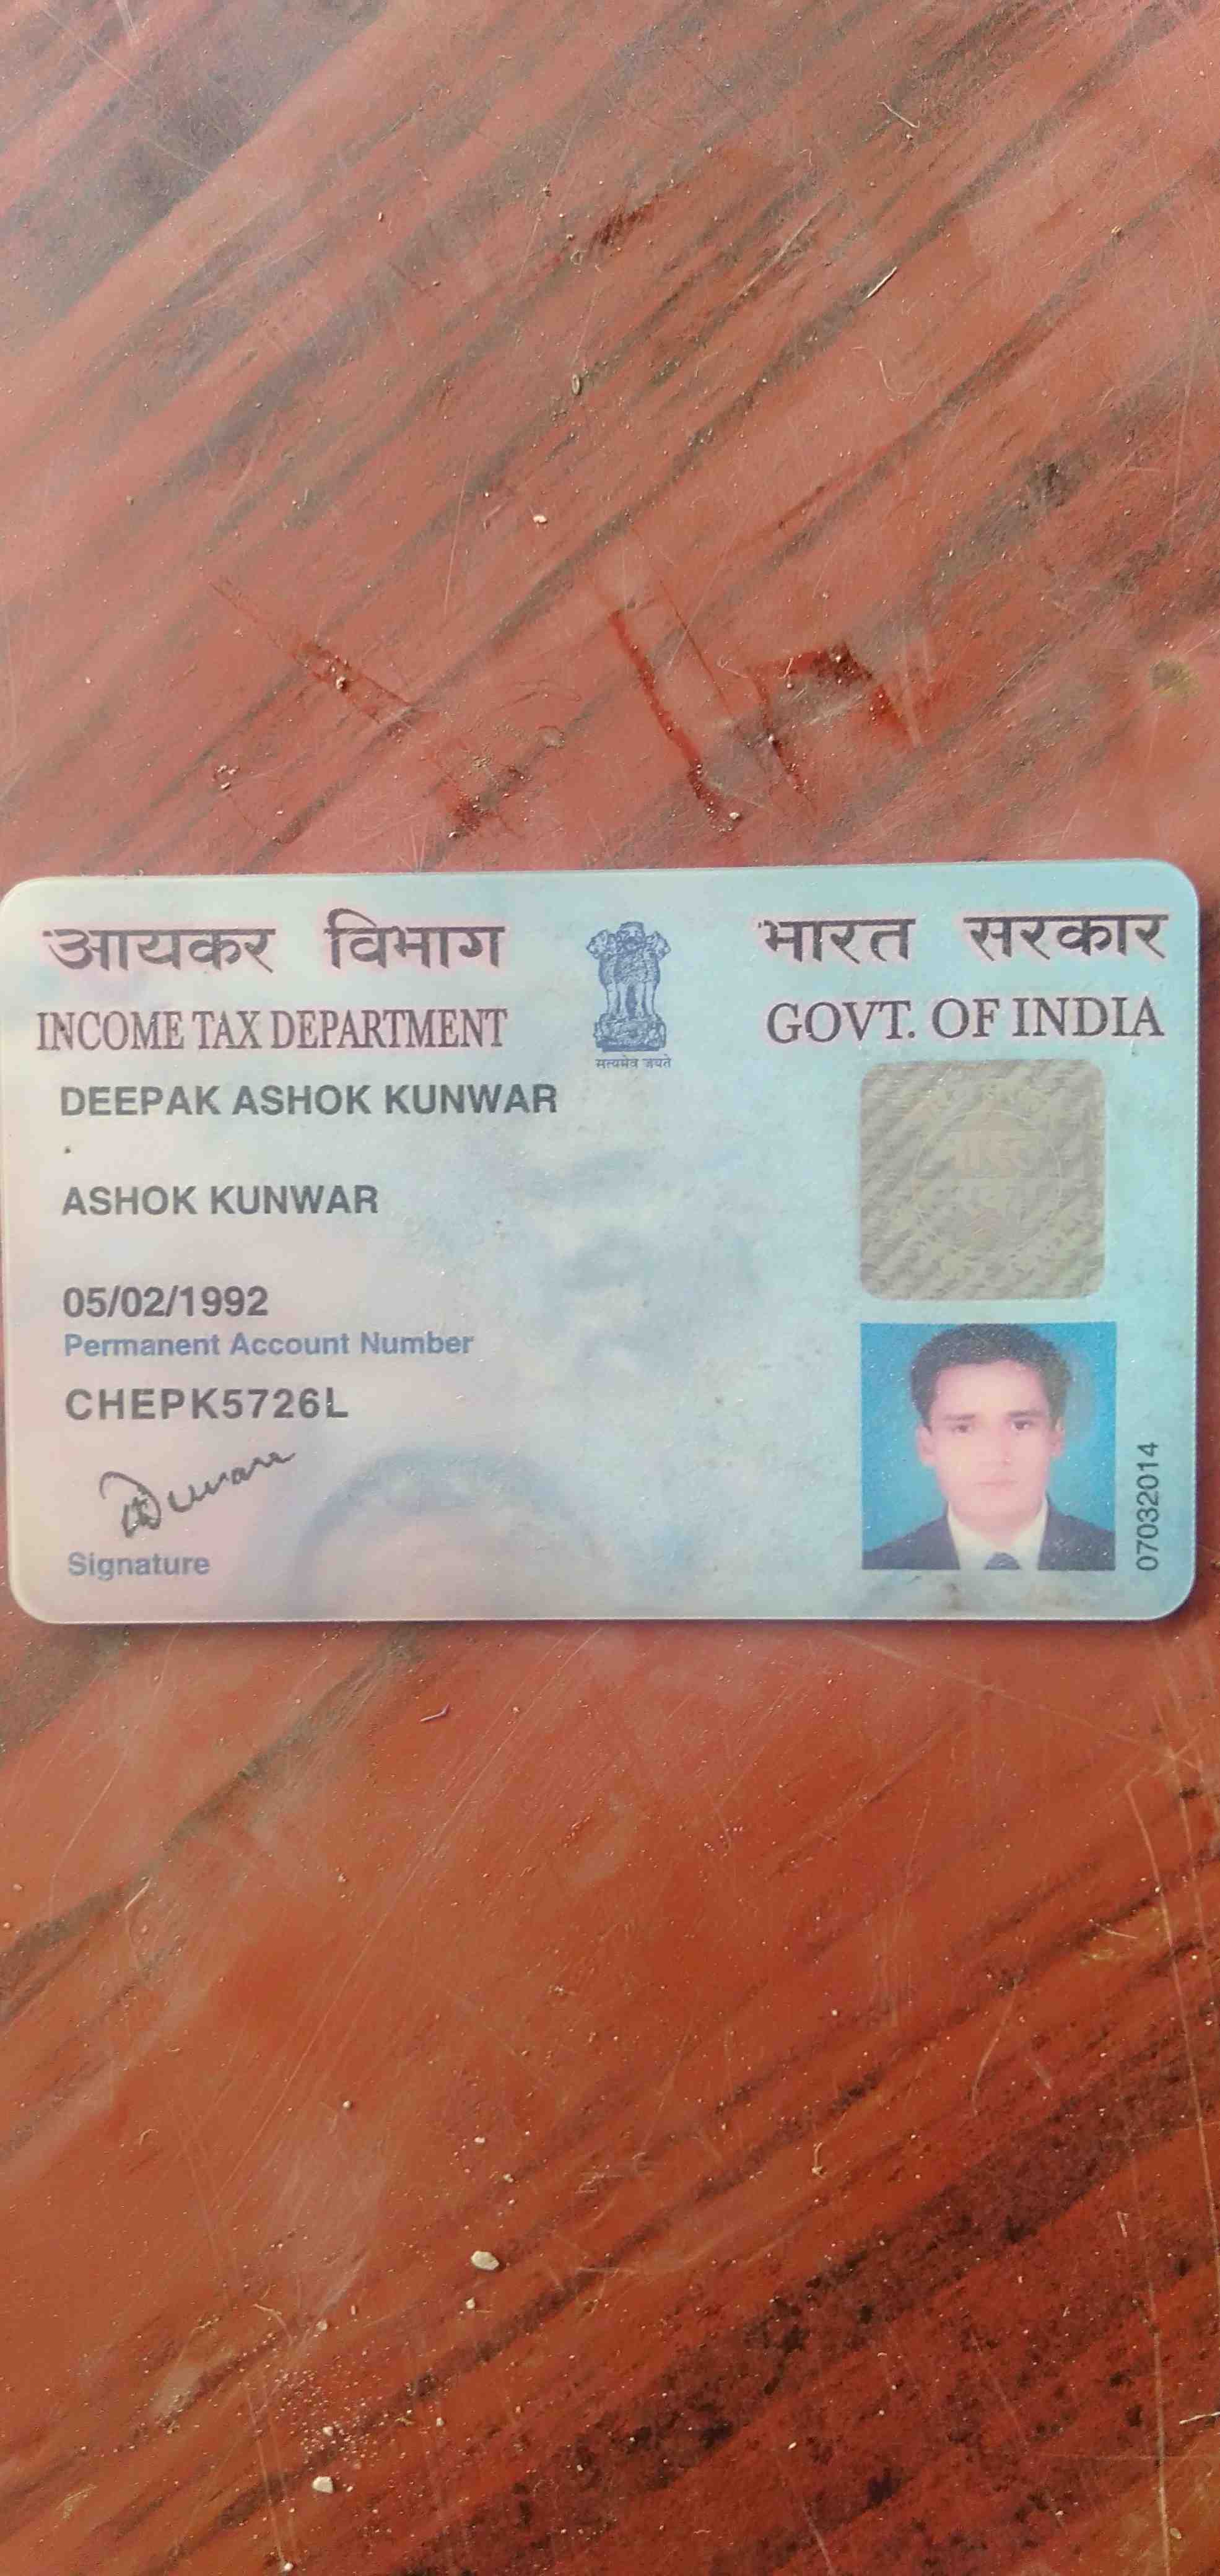 आयकर विभाग
INCOME TAX DEPARTMENT
सत्यमेव जयते
भारत सरकार
GOVT. OF INDIA
DEEPAK ASHOK KUNWAR
ASHOK KUNWAR
05/02/1992
Permanent Account Number
CHEPK5726L
Signature
07032014